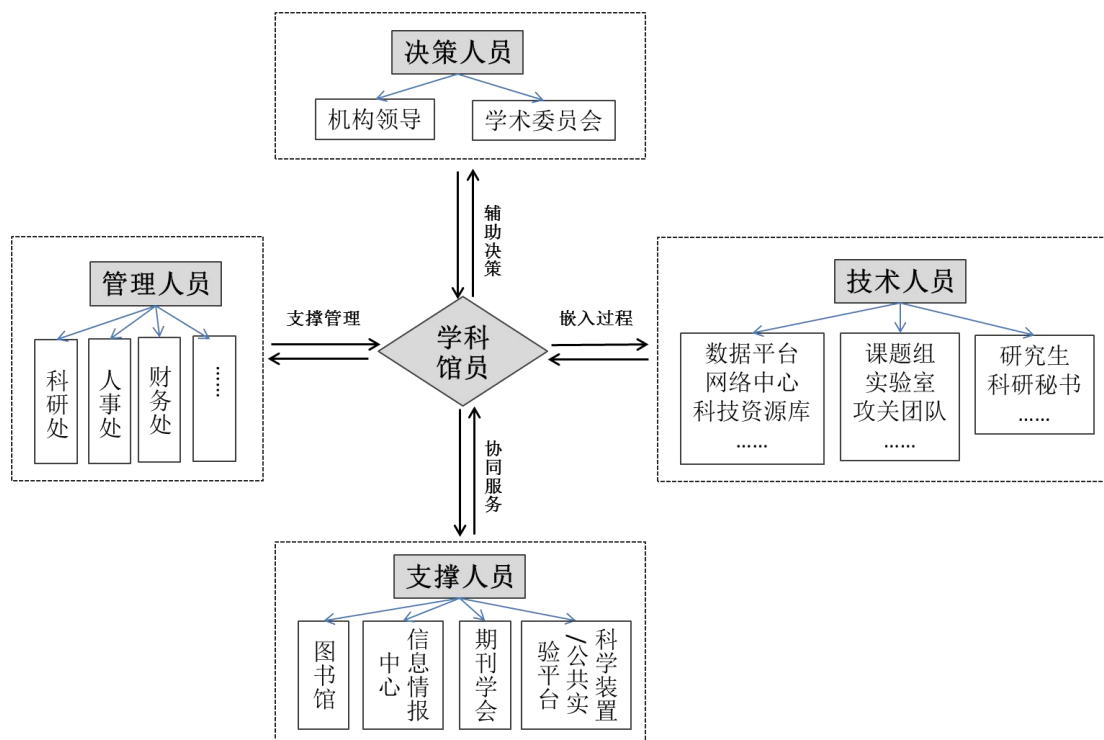 决策人员
机构领导
学术委员会
辅助决策
管理人员
科研处
人事处
财务处
……
支撑管理
学科
馆员
嵌入过程
技术人员
数据平台
网络中心
科技资源库
……
课题组
实验室
攻关团队
……
研究生
科研秘书
……
协同服务
支撑人员
图书馆
信息情报
中心
期刊学会
科学装置
/公共实
验平台